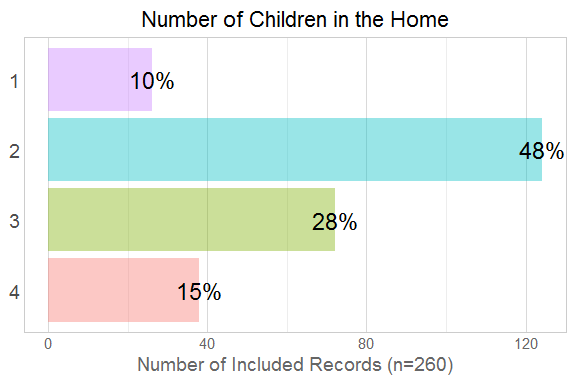 Number of Children in the Home
1
10%
2
48%
3
28%
4
15%
0 40 80 120
Number of Included Records (n=260)